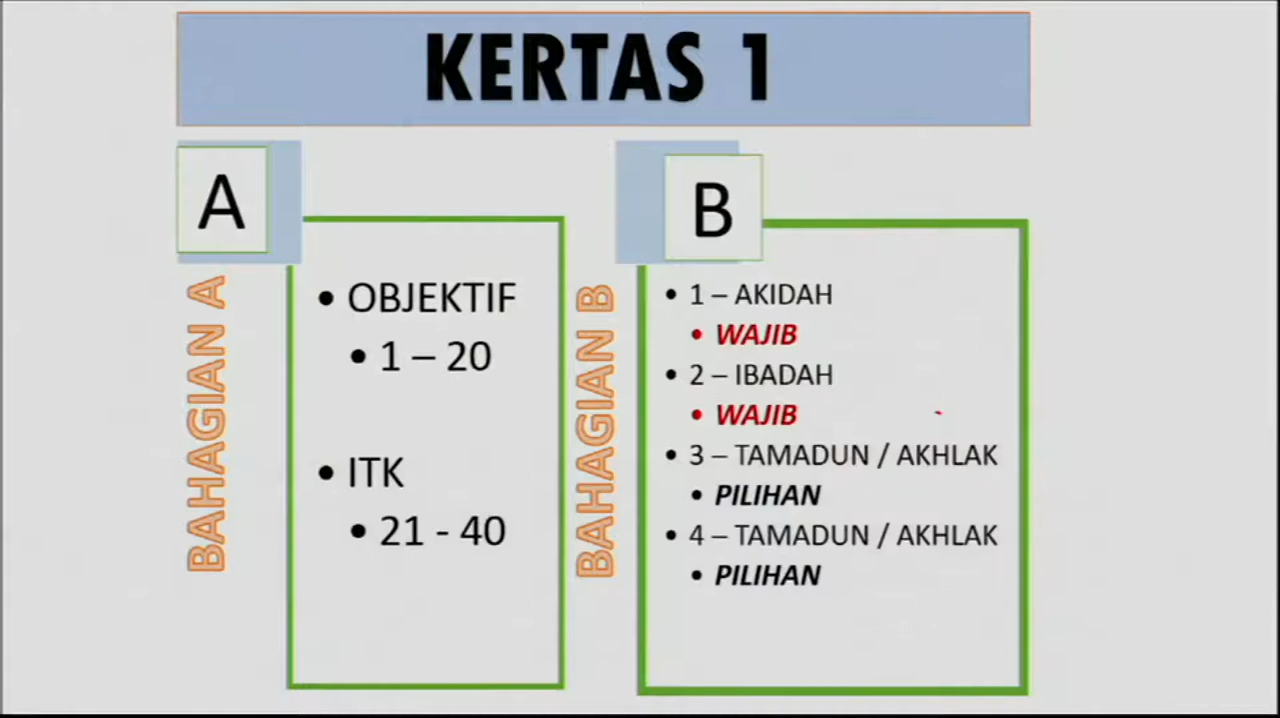 KERTAS 1
A
BAHAGIAN A
• OBJEKTIF
• 1 – 20
• ITK
• 21 - 40
B
BAHAGIAN B
• 1 – AKIDAH
• WAJIB
• 2 – IBADAH
• WAJIB
• 3 – TAMADUN / AKHLAK
• PILIHAN
• 4 – TAMADUN / AKHLAK
• PILIHAN